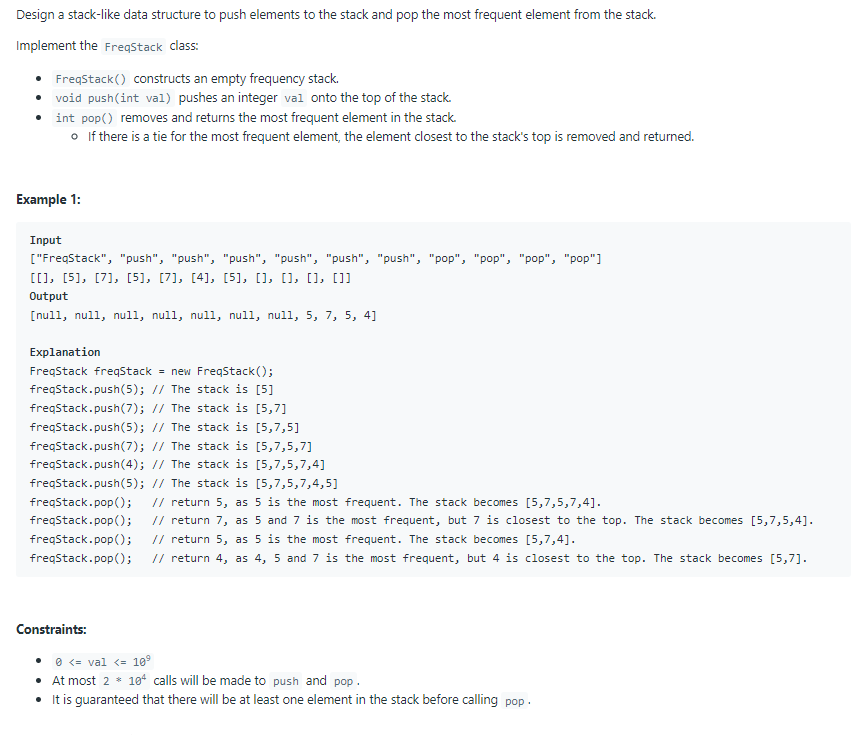 Design a stack-like data structure to push elements to the stack and pop the most frequent element from the stack.
Implement the FreqStack class:
• FreqStack() constructs an empty frequency stack.
• void push(int val) pushes an integer val onto the top of the stack.
• int pop() removes and returns the most frequent element in the stack.
○ If there is a tie for the most frequent element, the element closest to the stack's top is removed and returned.
Example 1:
Input
["FreqStack", "push", "push", "push", "push", "push", "push", "pop", "pop", "pop", "pop"]
[[], [5], [7], [5], [7], [4], [5], [], [], [], []]
Output
[null, null, null, null, null, null, null, 5, 7, 5, 4]
Explanation
FreqStack freqStack = new FreqStack();
freqStack.push(5); // The stack is [5]
freqStack.push(7); // The stack is [5,7]
freqStack.push(5); // The stack is [5,7,5]
freqStack.push(7); // The stack is [5,7,5,7]
freqStack.push(4); // The stack is [5,7,5,7,4]
freqStack.push(5); // The stack is [5,7,5,7,4,5]
freqStack.pop();   // return 5, as 5 is the most frequent. The stack becomes [5,7,5,7,4].
freqStack.pop();   // return 7, as 5 and 7 is the most frequent, but 7 is closest to the top. The stack becomes [5,7,5,4].
freqStack.pop();   // return 5, as 5 is the most frequent. The stack becomes [5,7,4].
freqStack.pop();   // return 4, as 4, 5 and 7 is the most frequent, but 4 is closest to the top. The stack becomes [5,7].
Constraints:
• 0 <= val <= 10⁹
• At most 2 * 10⁴ calls will be made to push and pop.
• It is guaranteed that there will be at least one element in the stack before calling pop.